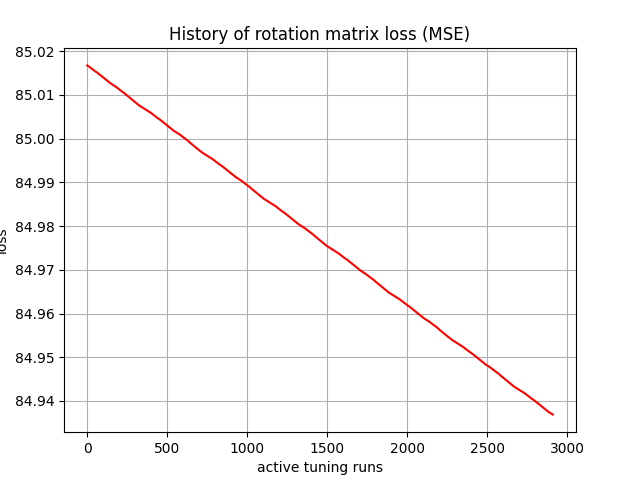 History of rotation matrix loss (MSE)
85.02
85.01
85.00
84.99
84.98
84.97
84.96
84.95
84.94
loss
0 500 1000 1500 2000 2500 3000
active tuning runs